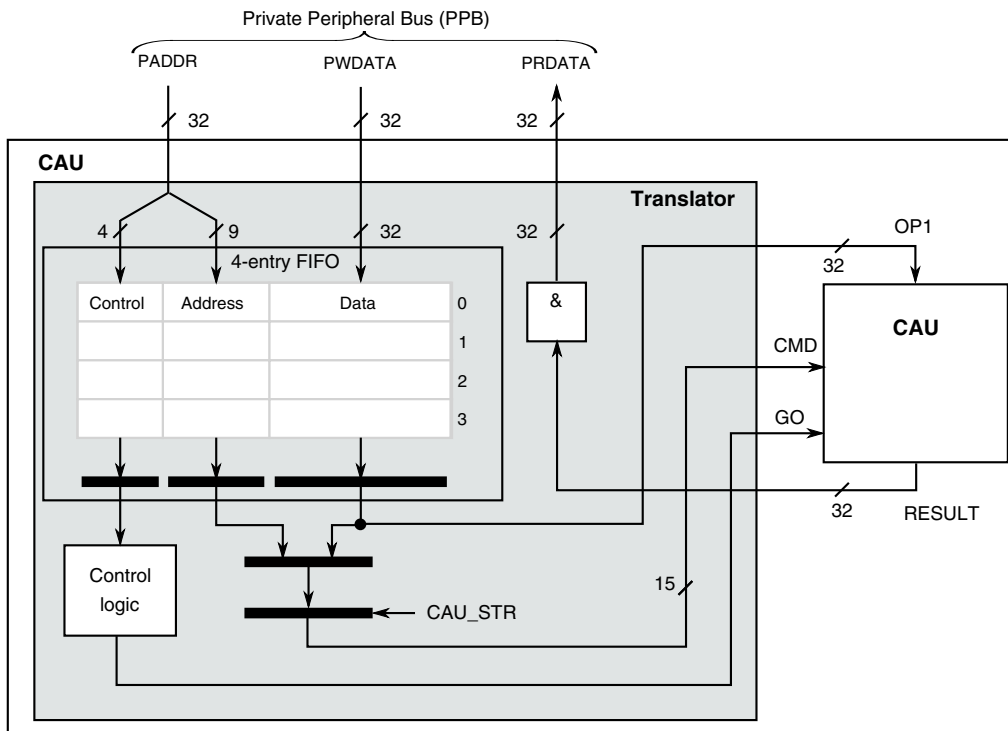 Private Peripheral Bus (PPB)
PADDR PWDATA PRDATA
32 32 32
CAU
Translator
4 9 32 32
OP1
32
4-entry FIFO
Control Address Data 0
1
2
3
&
CAU
CMD
GO
32
RESULT
Control
logic
15
CAU_STR